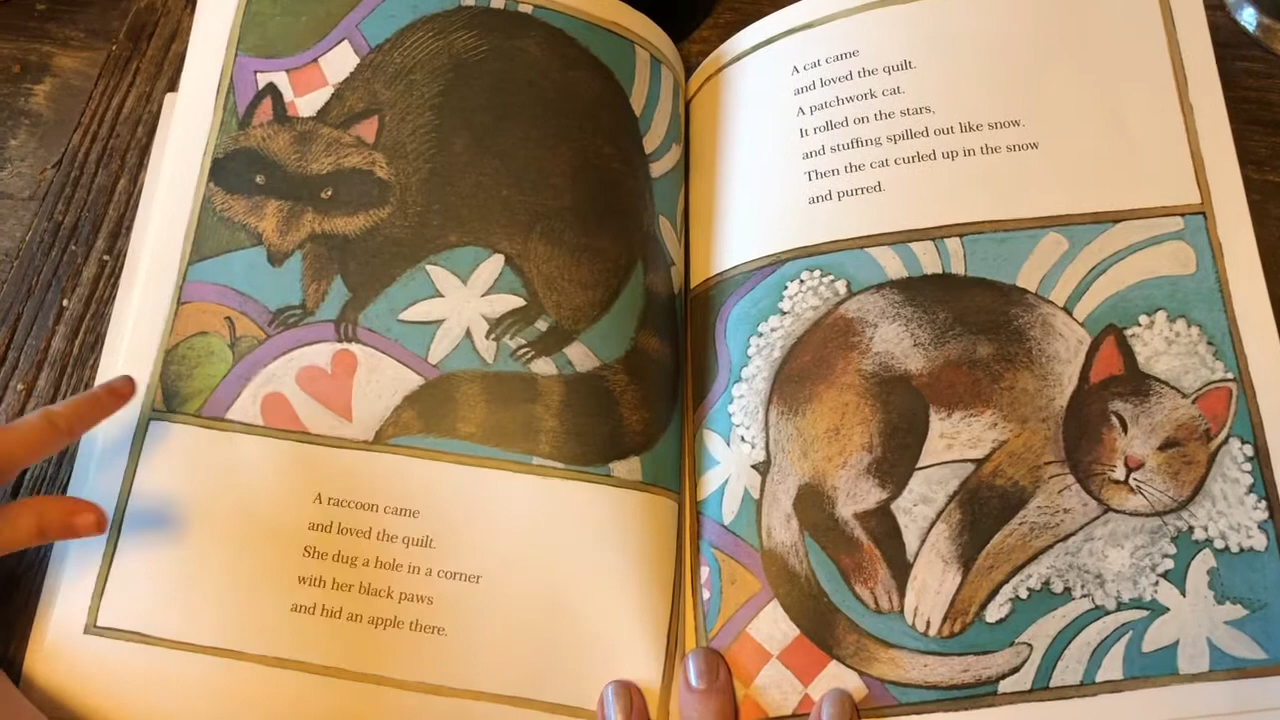 A raccoon came
and loved the quilt.
She dug a hole in a corner
with her black paws
and hid an apple there.
A cat came
and loved the quilt.
A patchwork cat.
It rolled on the stars,
and stuffing spilled out like snow.
Then the cat curled up in the snow
and purred.